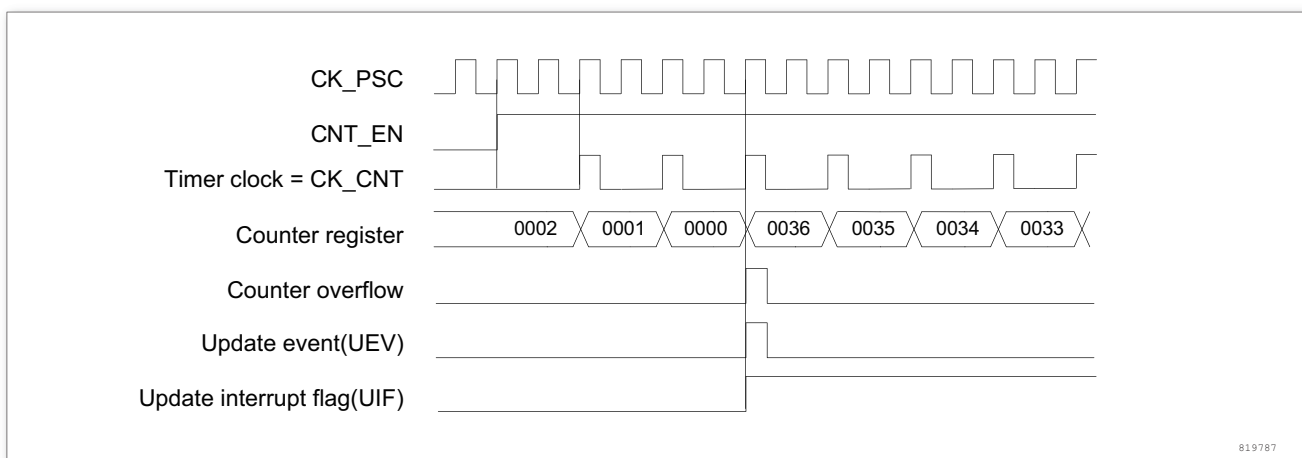 CK_PSC
CNT_EN
Timer clock = CK_CNT
Counter register 0002 0001 0000 0036 0035 0034 0033
Counter overflow
Update event(UEV)
Update interrupt flag(UIF)
819787